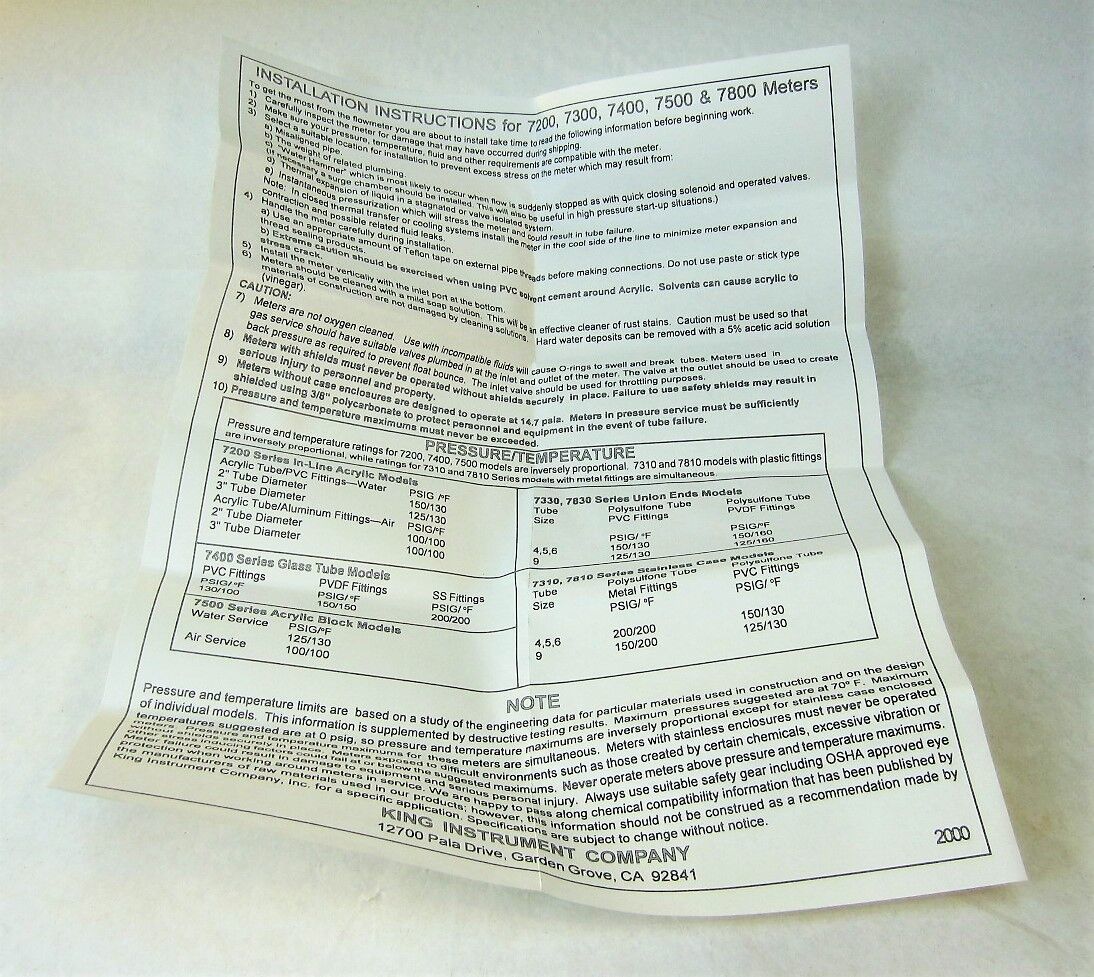 INSTALLATION INSTRUCTIONS for 7200, 7300, 7400, 7500 & 7800 Meters
To get the most from the flowmeter you are about to install take time to read the following information before beginning work.
1) Carefully inspect the meter for damage that may have occurred during shipping.
2) Make sure your pressure, temperature, fluid and other requirements are compatible with the meter.
3) Select a suitable location for installation to prevent excess stress on the meter which may result from:
a) Misaligned pipe.
b) The weight of related plumbing.
c) "Water Hammer" which is most likely to occur when flow is suddenly stopped as with quick closing solenoid and operated valves.
(If necessary a surge chamber should be installed. This will also be useful in high pressure start-up situations.)
d) Thermal expansion of liquid in a stagnated or valve isolated system.
e) Instantaneous pressurization which will stress the meter and could result in tube failure.
Note: In closed thermal transfer or cooling systems install the meter in the cool side of the line to minimize meter expansion and
contraction and possible related fluid leaks.
4) Handle the meter carefully during installation.
a) Use an appropriate amount of Teflon tape on external pipe threads before making connections. Do not use paste or stick type
thread sealing products.
b) Extreme caution should be exercised when using PVC solvent cement around Acrylic. Solvents can cause acrylic to
stress crack.
5) Install the meter vertically with the inlet port at the bottom.
6) Meters should be cleaned with a mild soap solution. This will be an effective cleaner of rust stains. Caution must be used so that
materials of construction are not damaged by cleaning solutions. Hard water deposits can be removed with a 5% acetic acid solution
(vinegar).
CAUTION:
7) Meters are not oxygen cleaned. Use with incompatible fluids will cause O-rings to swell and break tubes. Meters used in
gas service should have suitable valves plumbed in at the inlet and outlet of the meter. The valve at the outlet should be used to create
back pressure as required to prevent float bounce. The inlet valve should be used for throttling purposes.
8) Meters with shields must never be operated without shields securely in place. Failure to use safety shields may result in
serious injury to personnel and property.
9) Meters without case enclosures are designed to operate at 14.7 psia. Meters in pressure service must be sufficiently
shielded using 3/8" polycarbonate to protect personnel and equipment in the event of tube failure.
10) Pressure and temperature maximums must never be exceeded.
PRESSURE/TEMPERATURE
Pressure and temperature ratings for 7200, 7400, 7500 models are inversely proportional. 7310 and 7810 models with plastic fittings
are inversely proportional, while ratings for 7310 and 7810 Series models with metal fittings are simultaneous.
7200 Series In-Line Acrylic Models
Acrylic Tube/PVC Fittings—Water PSIG /°F
2" Tube Diameter 150/130
3" Tube Diameter 125/130
Acrylic Tube/Aluminum Fittings—Air PSIG/°F
2" Tube Diameter 100/100
3" Tube Diameter 100/100
7400 Series Glass Tube Models
PVC Fittings PVDF Fittings SS Fittings
PSIG/°F PSIG/°F PSIG/°F
130/100 150/150 200/200
7500 Series Acrylic Block Models
PSIG/°F
Water Service 125/130
Air Service 100/100
7330, 7830 Series Union Ends Models
Tube Polysulfone Tube Polysulfone Tube
Size PVC Fittings PVDF Fittings
PSIG/°F PSIG/°F
4,5,6 150/130 150/160
9 125/130 125/160
7310, 7810 Series Stainless Case Models
Tube Polysulfone Tube Polysulfone Tube
Size Metal Fittings PVC Fittings
PSIG/°F PSIG/°F
4,5,6 200/200 150/130
9 150/200 125/130
NOTE
Pressure and temperature limits are based on a study of the engineering data for particular materials used in construction and on the design
of individual models. This information is supplemented by destructive testing results. Maximum pressures suggested are at 70° F. Maximum
temperatures suggested are at 0 psig, so pressure and temperature maximums are inversely proportional except for stainless case enclosed
meters. Pressure and temperature maximums for these meters are simultaneous. Meters with stainless enclosures must never be operated
without shields securely in place. Meters exposed to difficult environments such as those created by certain chemicals, excessive vibration or
other stress inducing factors could fail at or below the suggested maximums. Never operate meters above pressure and temperature maximums.
Meter failure could result in damage to equipment and serious personal injury. Always use suitable safety gear including OSHA approved eye
protection when working around meters in service. We are happy to pass along chemical compatibility information that has been published by
the manufacturers of raw materials used in our products; however, this information should not be construed as a recommendation made by
King Instrument Company, Inc. for a specific application. Specifications are subject to change without notice.
KING INSTRUMENT COMPANY
12700 Pala Drive, Garden Grove, CA 92841
2000